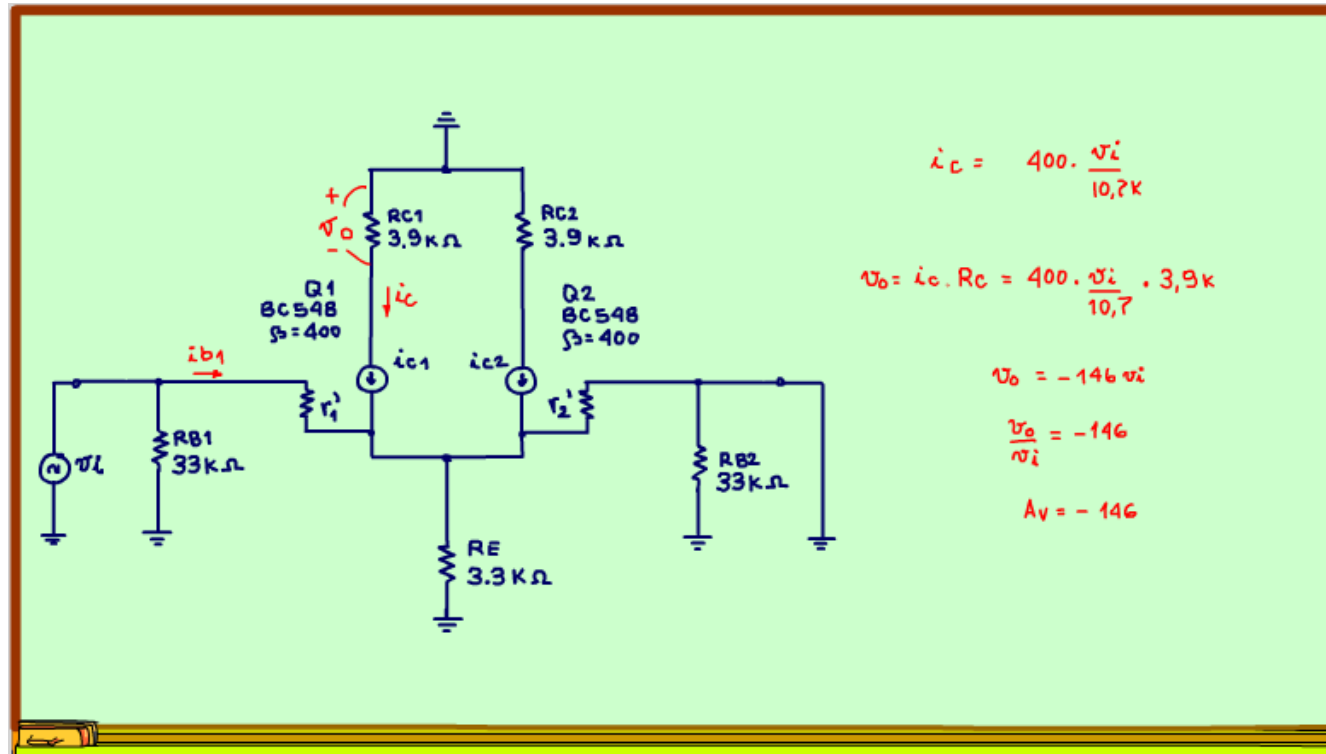 +
vo
-
RC1
3.9kΩ
RC2
3.9kΩ
Q1
BC548
β=400
ic
Q2
BC548
β=400
ib1
ic1
ic2
r1'
r2'
vi
RB1
33kΩ
RB2
33kΩ
RE
3.3KΩ
ic = 400. vi/10,7K
vo = ic. Rc = 400. vi/10,7 . 3,9K
vo = -146 vi
vo/vi = -146
Av = - 146